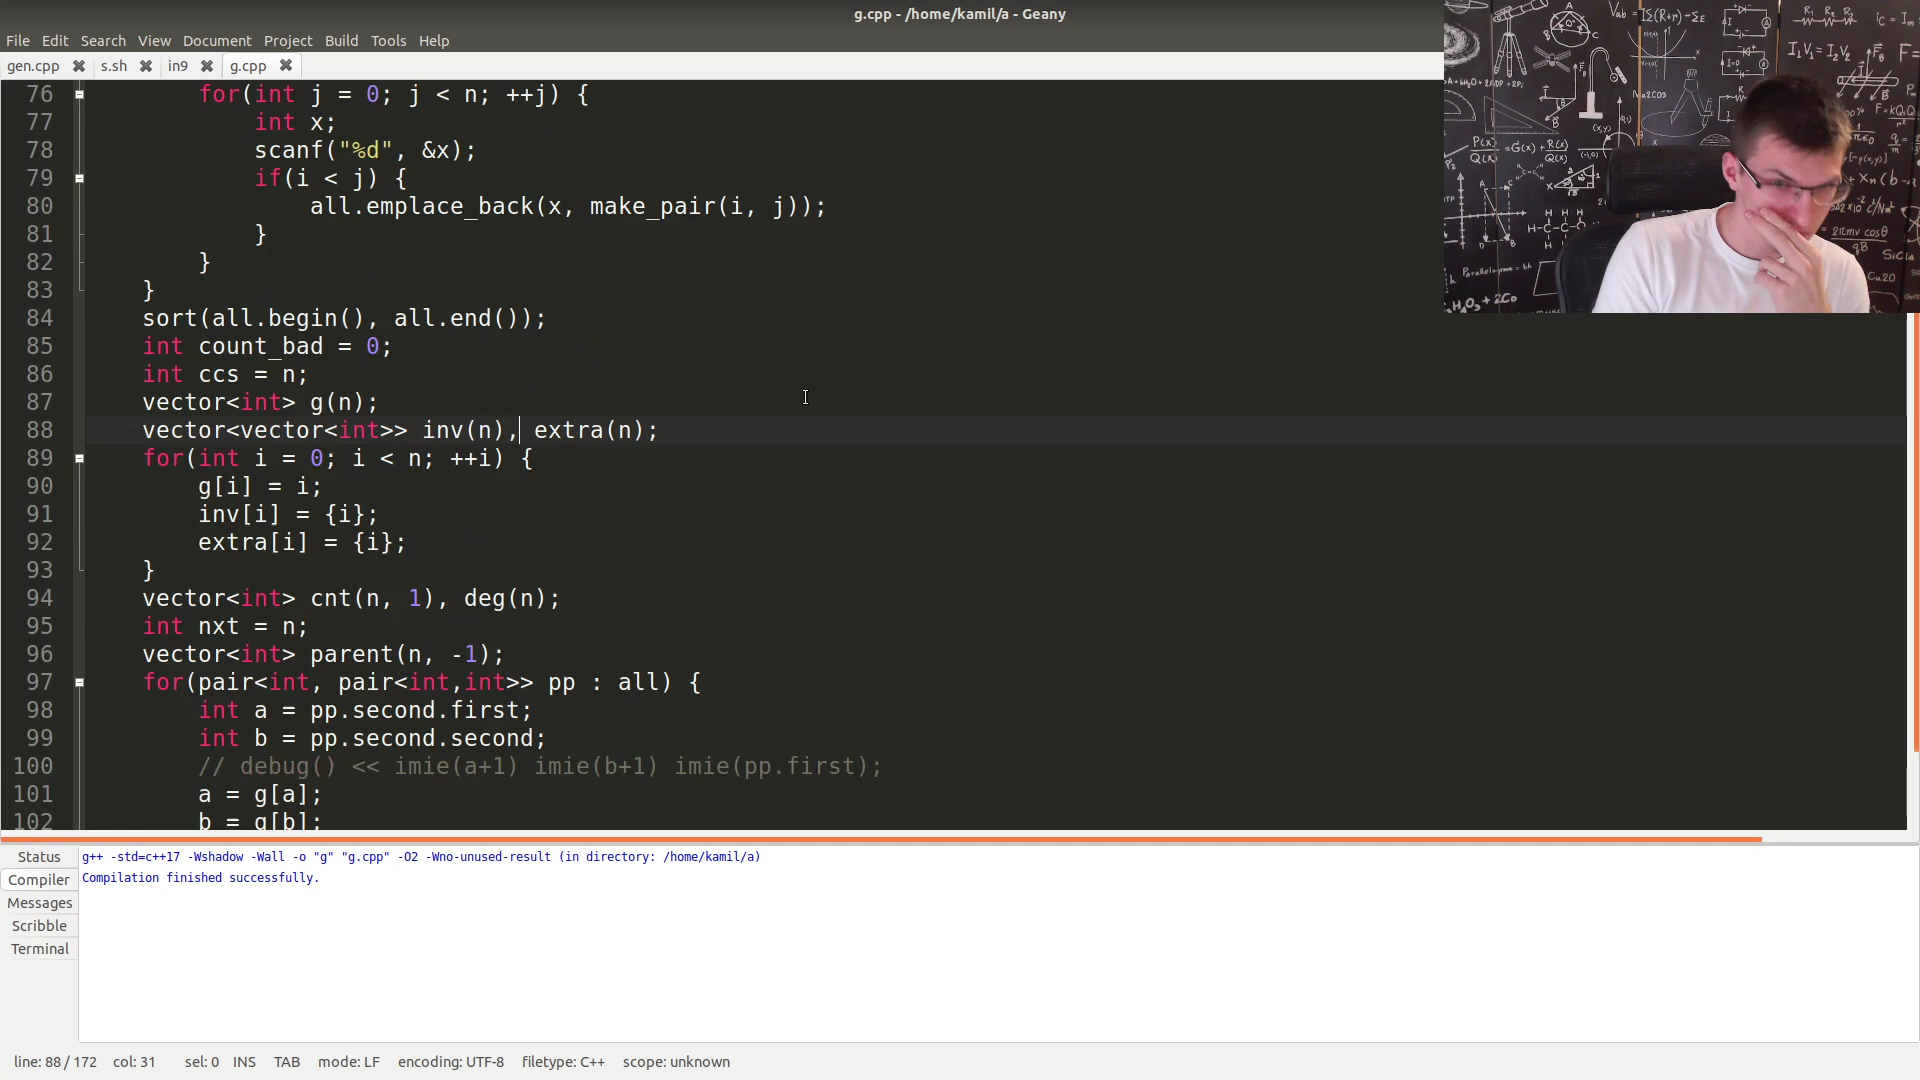 g.cpp - /home/kamil/a - Geany
File Edit Search View Document Project Build Tools Help
gen.cpp s.sh in9 g.cpp
76 for(int j = 0; j < n; ++j) {
77 int x;
78 scanf("%d", &x);
79 if(i < j) {
80 all.emplace_back(x, make_pair(i, j));
81 }
82 }
83 }
84 sort(all.begin(), all.end());
85 int count_bad = 0;
86 int ccs = n;
87 vector<int> g(n);
88 vector<vector<int>> inv(n), extra(n);
89 for(int i = 0; i < n; ++i) {
90 g[i] = i;
91 inv[i] = {i};
92 extra[i] = {i};
93 }
94 vector<int> cnt(n, 1), deg(n);
95 int nxt = n;
96 vector<int> parent(n, -1);
97 for(pair<int, pair<int,int>> pp : all) {
98 int a = pp.second.first;
99 int b = pp.second.second;
100 // debug() << imie(a+1) imie(b+1) imie(pp.first);
101 a = g[a];
102 b = g[b];
Status
Compiler
Messages
Scribble
Terminal
g++ -std=c++17 -Wshadow -Wall -o "g" "g.cpp" -O2 -Wno-unused-result (in directory: /home/kamil/a)
Compilation finished successfully.
line: 88 / 172 col: 31 sel: 0 INS TAB mode: LF encoding: UTF-8 filetype: C++ scope: unknown